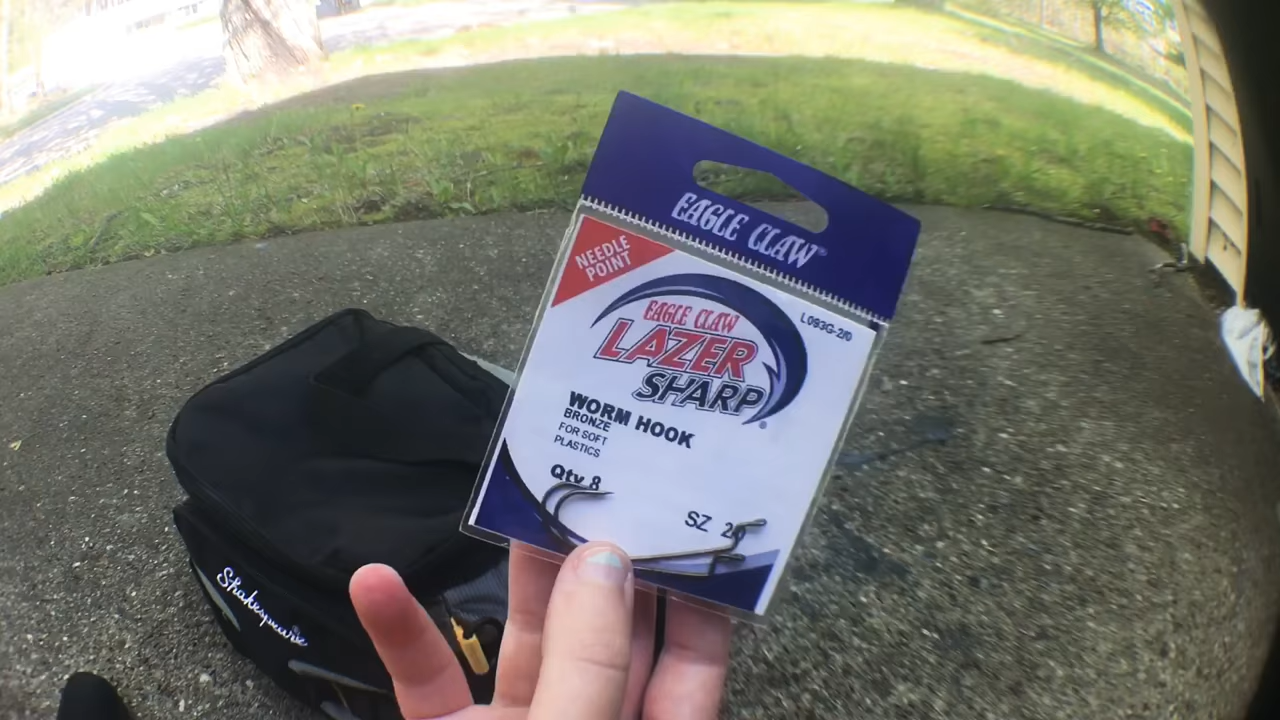 EAGLE CLAW®
NEEDLE
POINT
L093G-2/0
EAGLE CLAW
LAZER
SHARP
WORM HOOK
BRONZE
FOR SOFT
PLASTICS
Qty 8
SZ
Shakespeare®